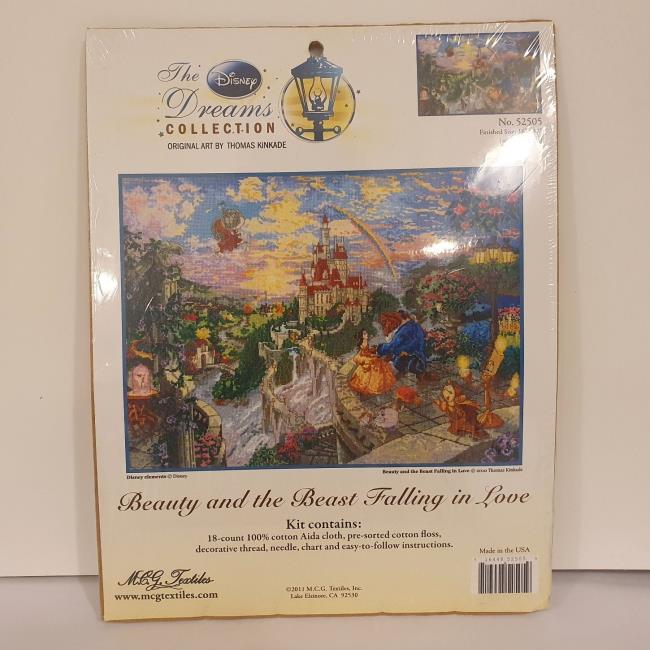 The Disney
Dreams
COLLECTION
ORIGINAL ART BY THOMAS KINKADE
No. 52505
Finished Size:
Disney elements © Disney
Beauty and the Beast Falling in Love © 2010 Thomas Kinkade
Beauty and the Beast Falling in Love
Kit contains:
18-count 100% cotton Aida cloth, pre-sorted cotton floss,
decorative thread, needle, chart and easy-to-follow instructions.
Made in the USA
M.C.G. Textiles
www.mcgtextiles.com
©2011 M.C.G. Textiles, Inc.
Lake Elsinore, CA 92530